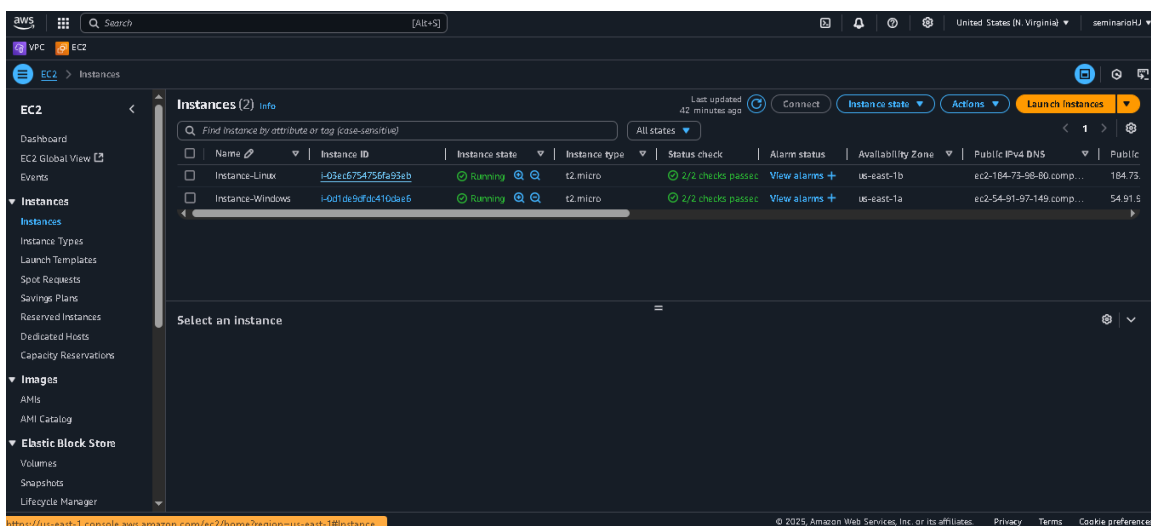 aws Search [Alt+S] United States (N. Virginia) seminarioHJ
VPC EC2
EC2 > Instances
EC2
Dashboard
EC2 Global View
Events
Instances
Instances
Instance Types
Launch Templates
Spot Requests
Savings Plans
Reserved Instances
Dedicated Hosts
Capacity Reservations
Images
AMIs
AMI Catalog
Elastic Block Store
Volumes
Snapshots
Lifecycle Manager
Instances (2) Info
Last updated
42 minutes ago
Connect Instance state Actions Launch instances
Find Instance by attribute or tag (case-sensitive) All states 1
Name Instance ID Instance state Instance type Status check Alarm status Availability Zone Public IPv4 DNS Public
Instance-Linux i-03ec6754756fa93eb Running t2.micro 2/2 checks passec View alarms + us-east-1b ec2-184-73-98-80.comp... 184.73.
Instance-Windows i-0d1de9dfdc410dae6 Running t2.micro 2/2 checks passec View alarms + us-east-1a ec2-54-91-97-149.comp... 54.91.9
Select an instance
https://us-east-1.console.aws.amazon.com/ec2/home?region=us-east-1#Instance
© 2025, Amazon Web Services, Inc. or its affiliates. Privacy Terms Cookie preferences